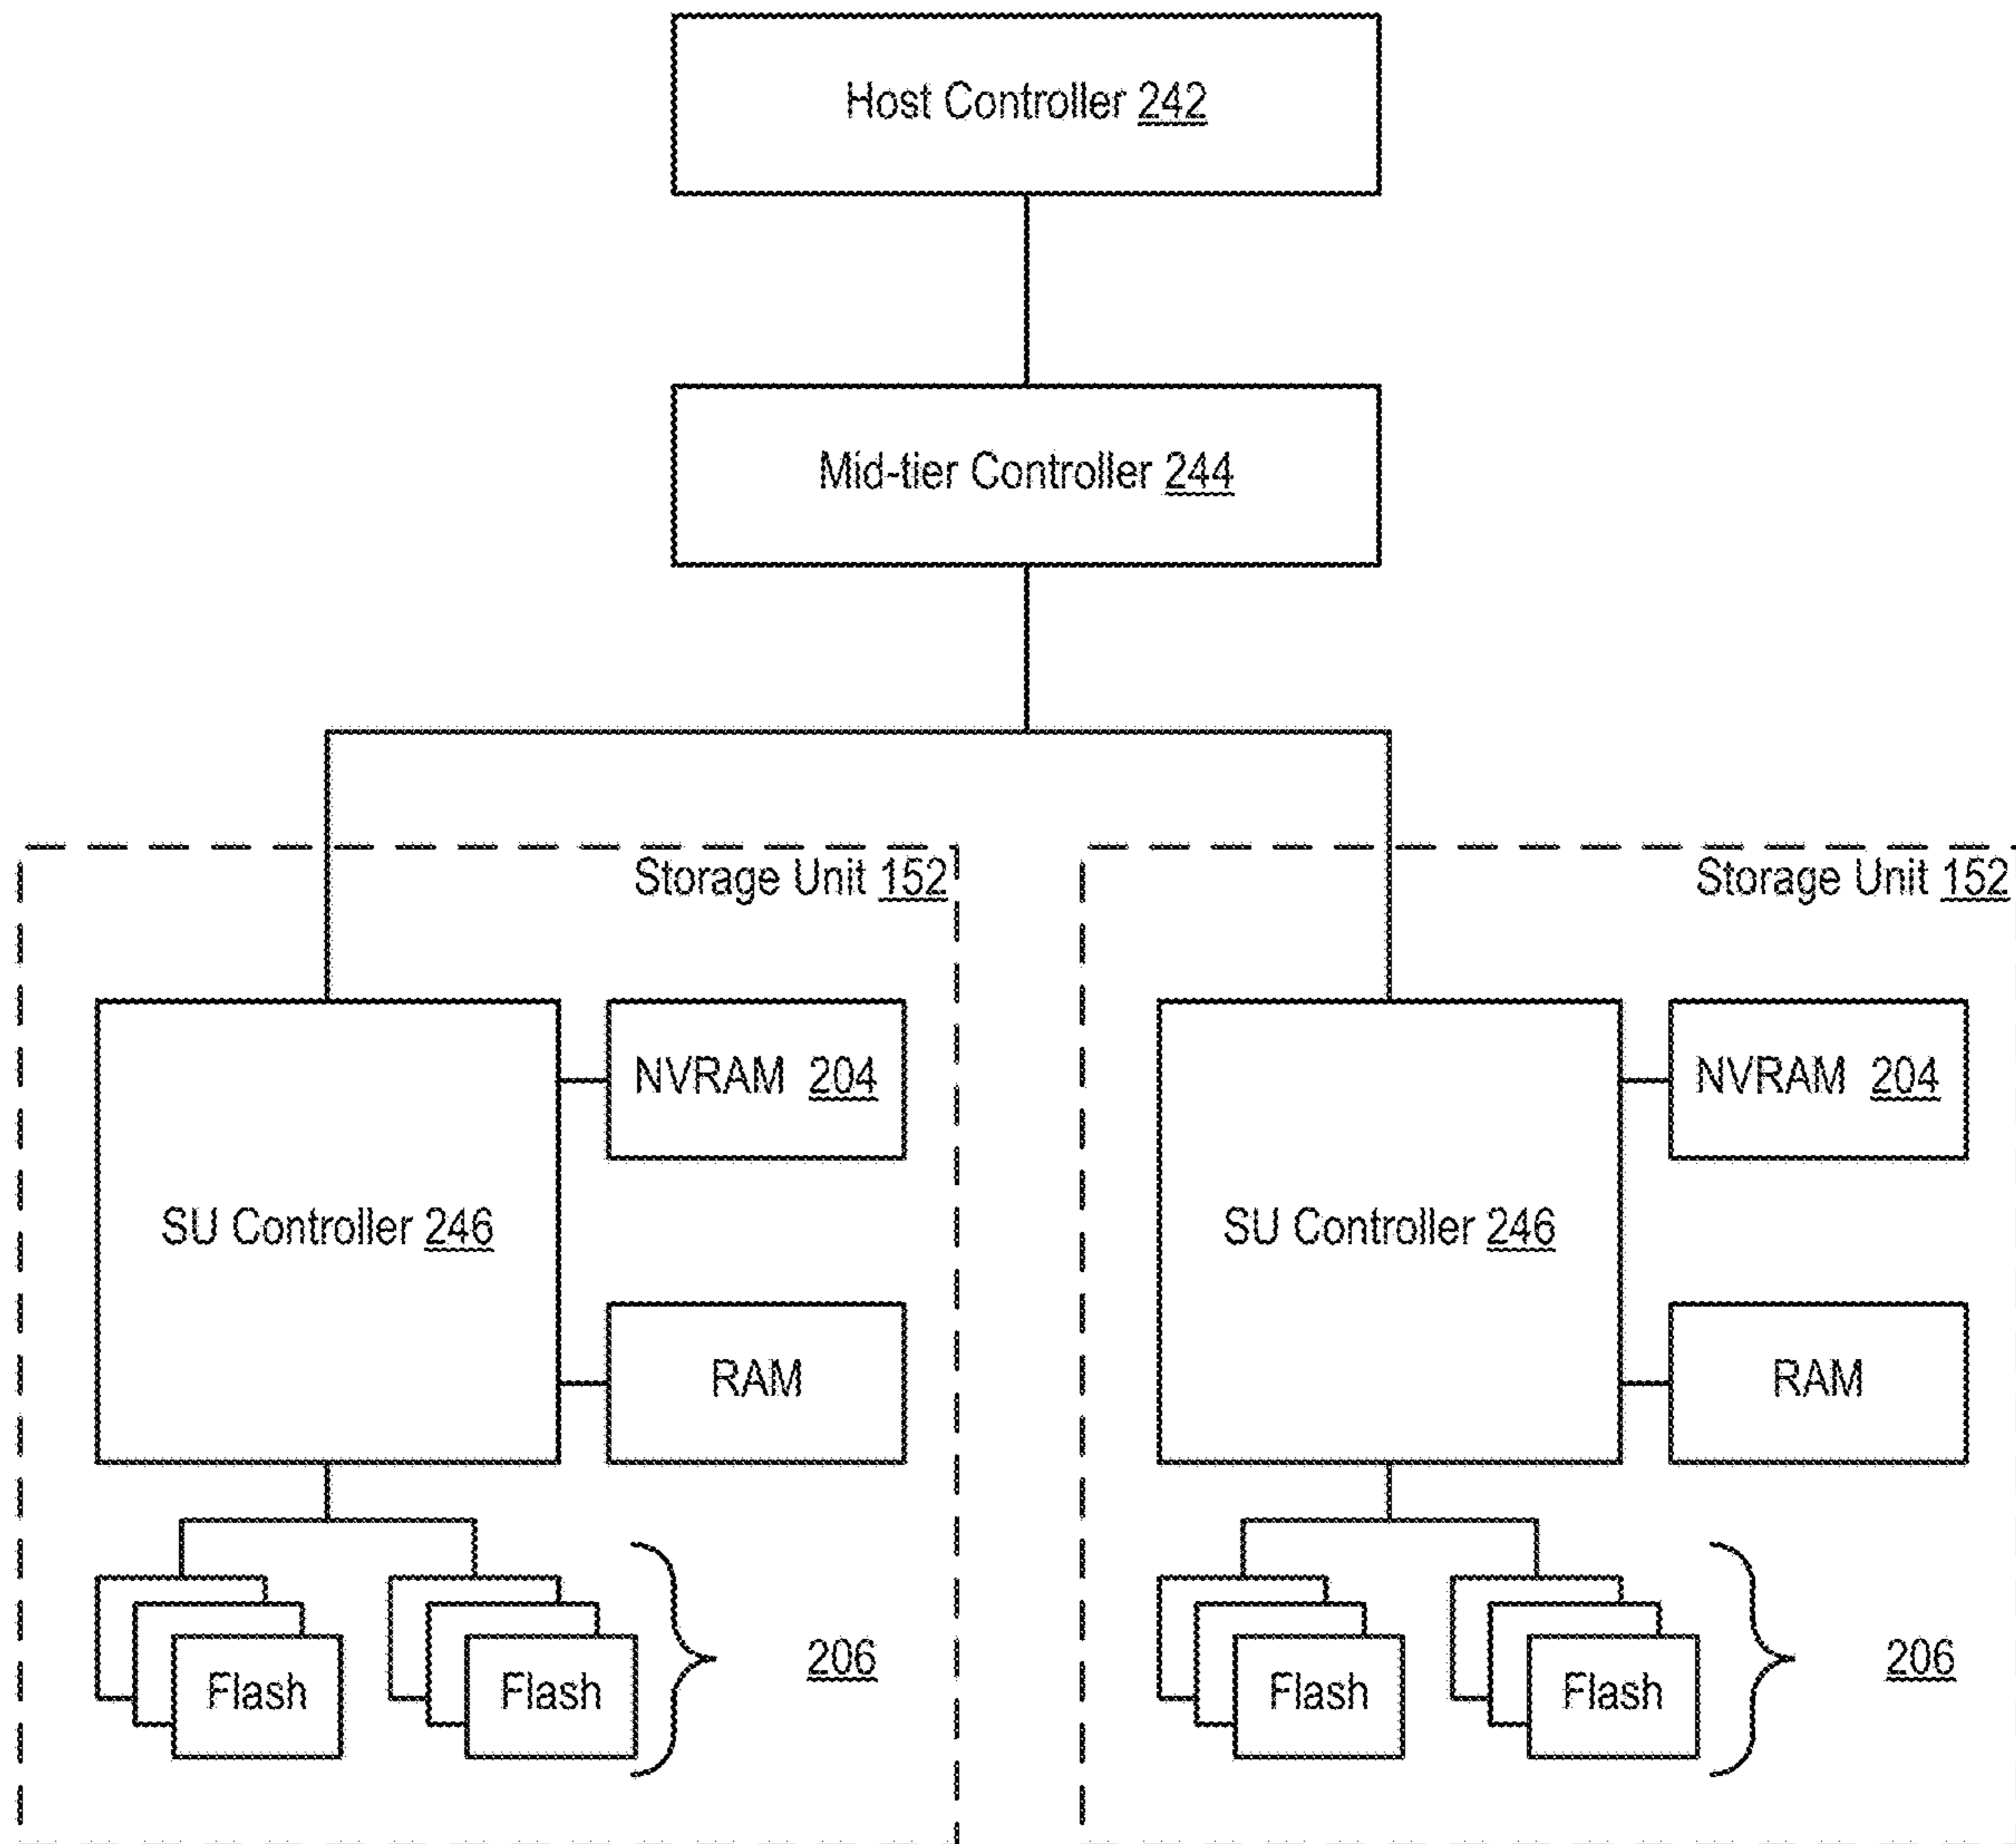 Host Controller 242
Mid-tier Controller 244
Storage Unit 152
Storage Unit 152
NVRAM 204
NVRAM 204
SU Controller 246
SU Controller 246
RAM
RAM
Flash
Flash
206
Flash
Flash
206